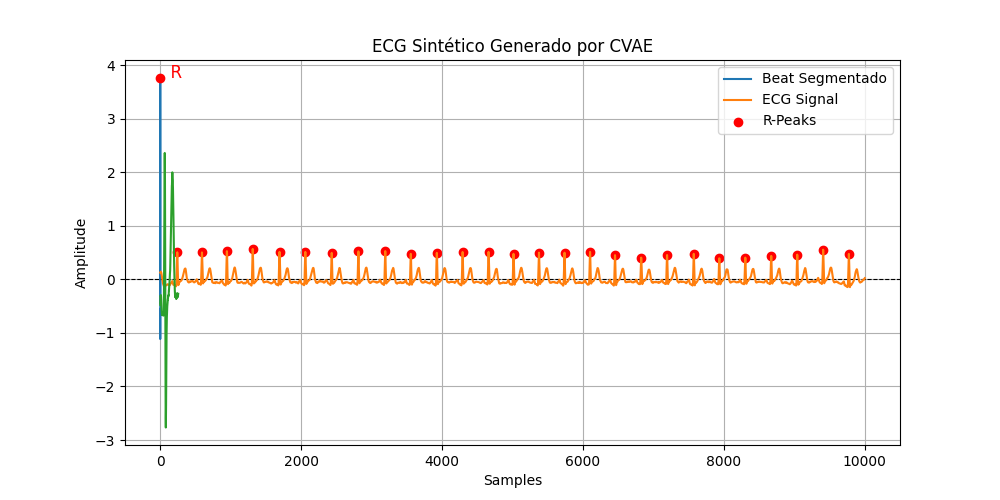 ECG Sintético Generado por CVAE
R
Beat Segmentado
ECG Signal
R-Peaks
Amplitude
4
3
2
1
0
−1
−2
−3
0 2000 4000 6000 8000 10000
Samples